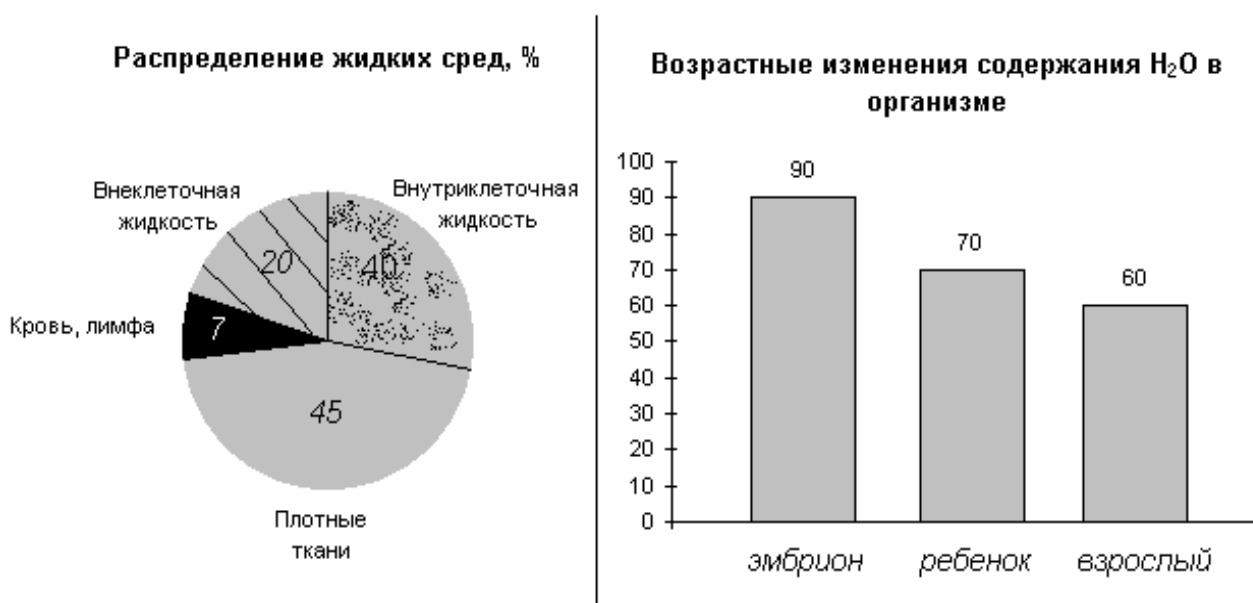 Распределение жидких сред, %
Внеклеточная
жидкость
Внутриклеточная
жидкость
20
40
Кровь, лимфа
7
45
Плотные
ткани
Возрастные изменения содержания H₂O в
организме
100
90
80
70
60
50
40
30
20
10
0
90
70
60
эмбрион
ребенок
взрослый